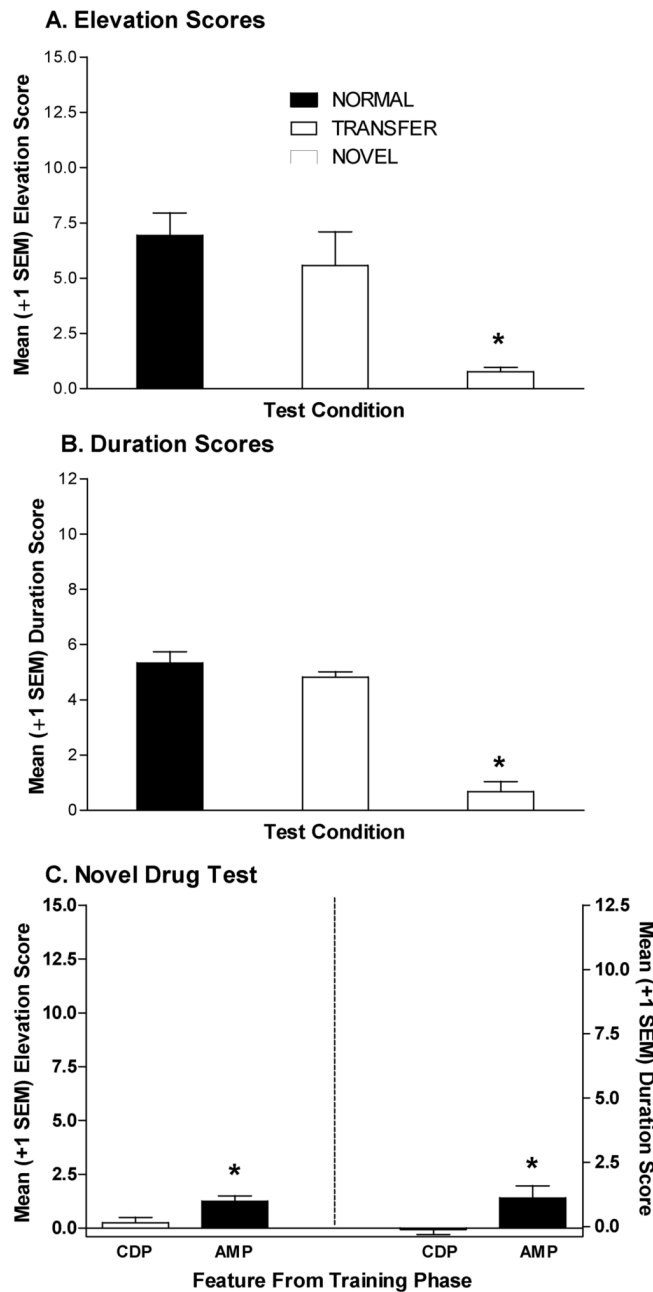 A. Elevation Scores
Mean (+1 SEM) Elevation Score
15.0
12.5
10.0
7.5
5.0
2.5
0.0
NORMAL
TRANSFER
NOVEL
*
Test Condition
B. Duration Scores
Mean (+1 SEM) Duration Score
12
10
8
6
4
2
0
*
Test Condition
C. Novel Drug Test
Mean (+1 SEM) Elevation Score
15.0
12.5
10.0
7.5
5.0
2.5
0.0
*
*
12.5
10.0
7.5
5.0
2.5
0.0
Mean (+1 SEM) Duration Score
CDP AMP CDP AMP
Feature From Training Phase